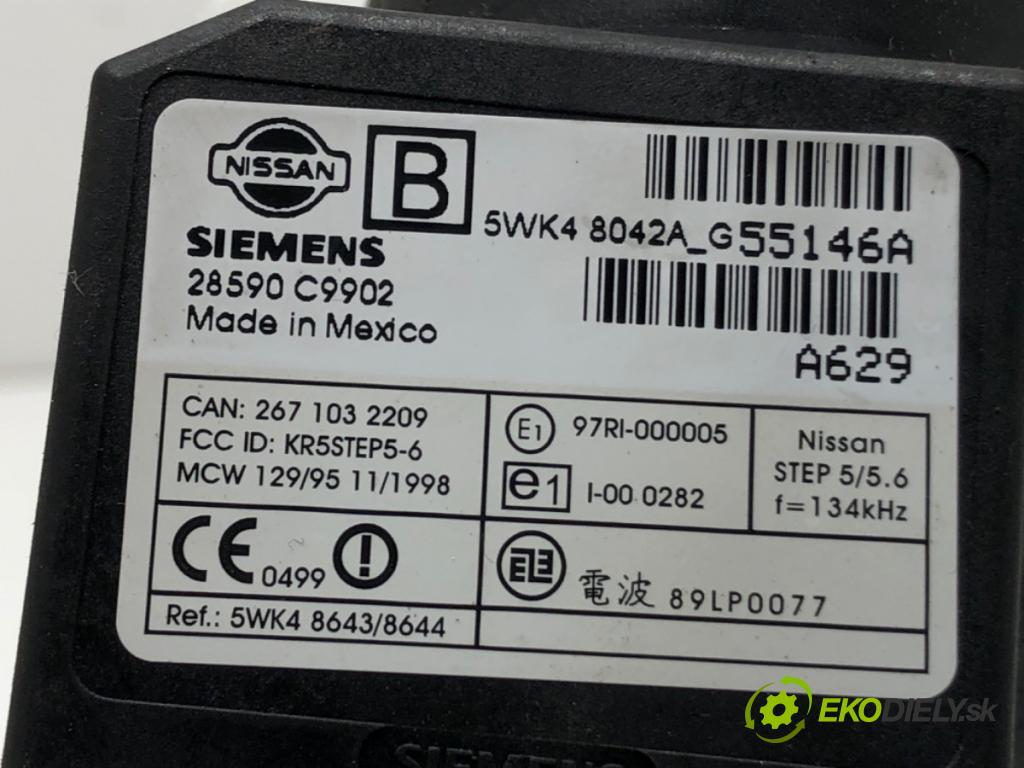 NISSAN
B
SIEMENS
28590 C9902
Made in Mexico
5WK4 8042A_G55146A
A629
CAN: 267 103 2209
FCC ID: KR5STEP5-6
MCW 129/95 11/1998
E1 97RI-000005
e1 I-00 0282
Nissan
STEP 5/5.6
f=134kHz
CE 0499
電波 89LP0077
Ref.: 5WK4 8643/8644
SIEMENS
EKODIELY.sk